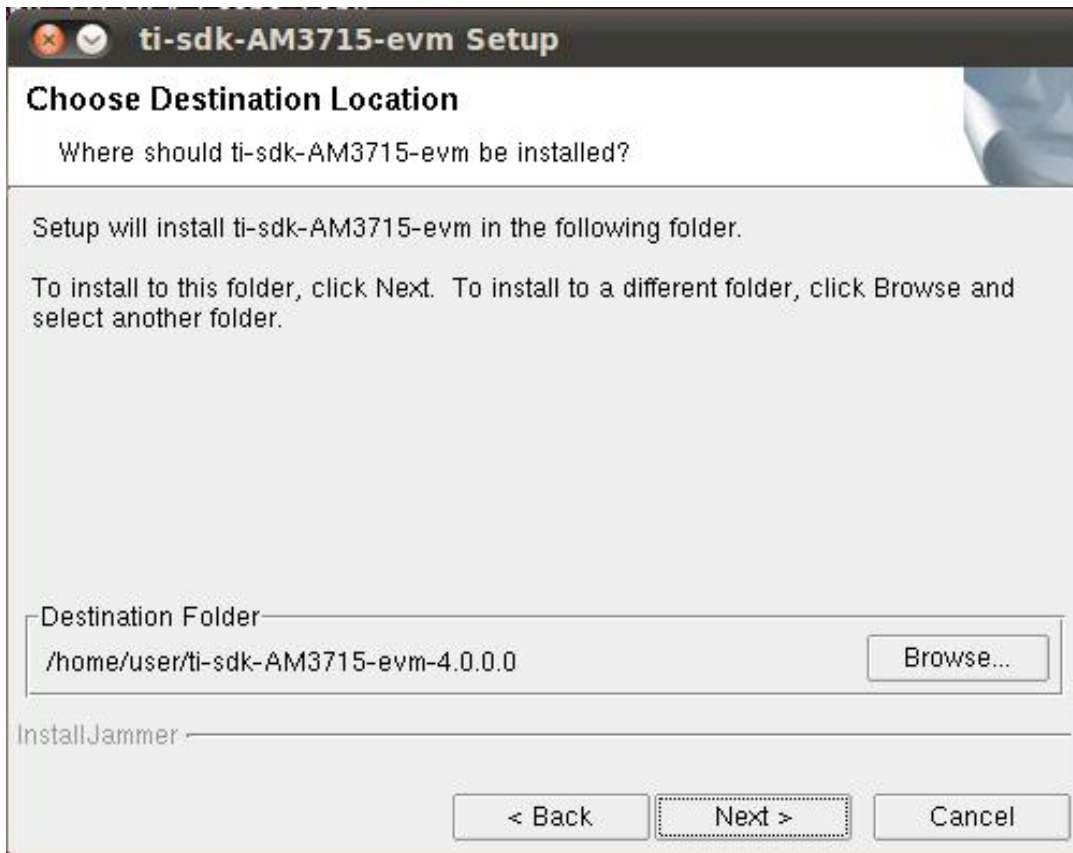 ti-sdk-AM3715-evm Setup
Choose Destination Location
Where should ti-sdk-AM3715-evm be installed?
Setup will install ti-sdk-AM3715-evm in the following folder.
To install to this folder, click Next.  To install to a different folder, click Browse and
select another folder.
Destination Folder
/home/user/ti-sdk-AM3715-evm-4.0.0.0
Browse...
InstallJammer
< Back
Next >
Cancel